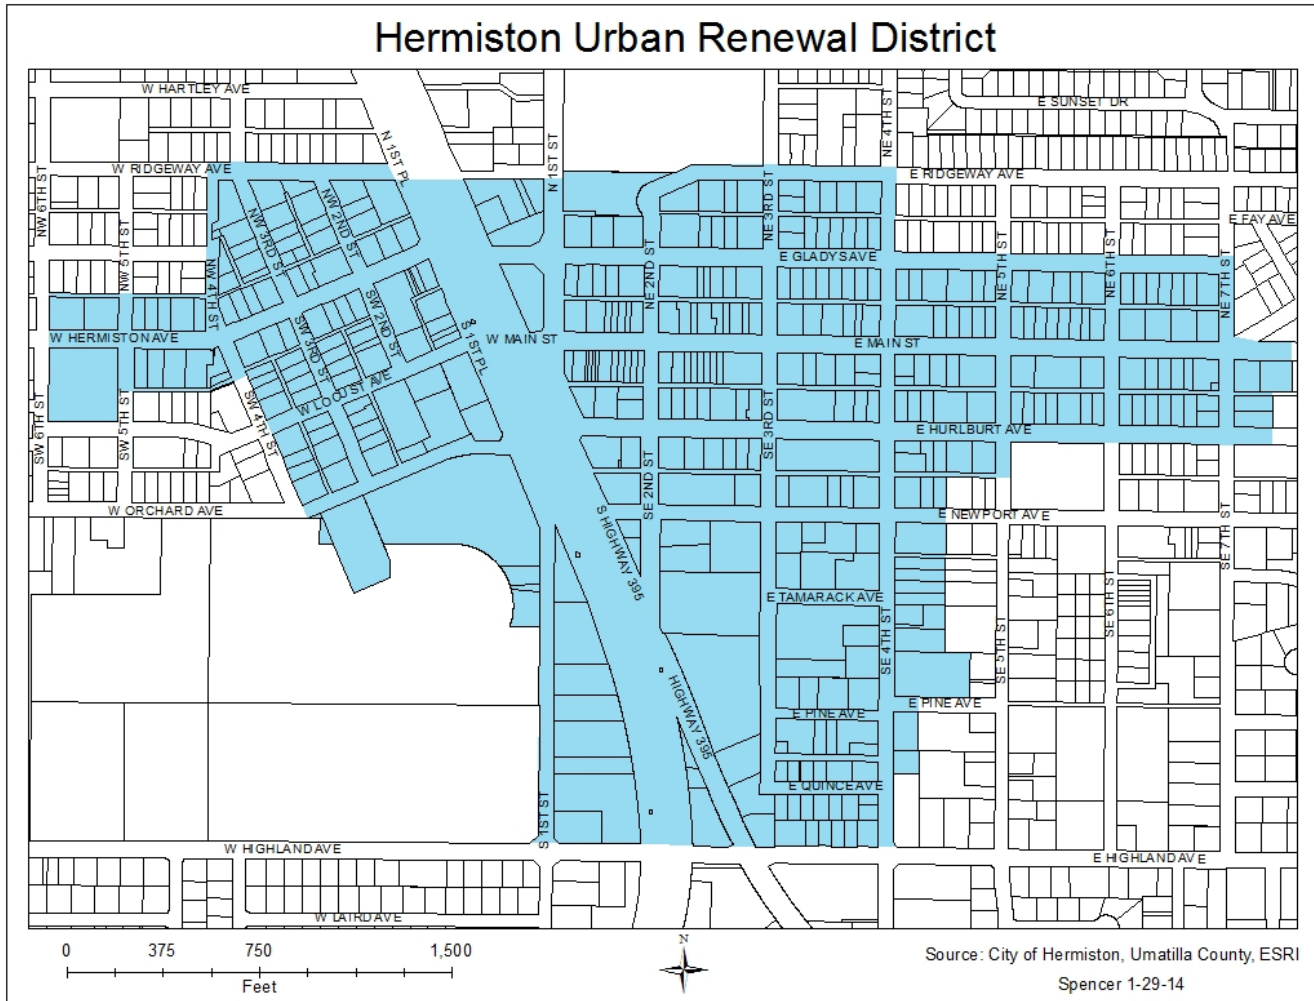 Hermiston Urban Renewal District
W HARTLEY AVE
E SUNSET DR
N 1ST PL
N 1ST ST
NE 4TH ST
W RIDGEWAY AVE
E RIDGEWAY AVE
NW 6TH ST
NW 5TH ST
NW 4TH ST
NW 3RD ST
NW 2ND ST
NE 2ND ST
NE 3RD ST
E GLADYS AVE
NE 5TH ST
NE 6TH ST
NE 7TH ST
E FAY AVE
W HERMISTON AVE
SW 3RD ST
SW 2ND ST
S 1ST PL
W MAIN ST
E MAIN ST
W LOCUST AVE
SW 6TH ST
SW 5TH ST
SW 4TH ST
SE 2ND ST
SE 3RD ST
E HURLBURT AVE
W ORCHARD AVE
E NEWPORT AVE
S HIGHWAY 395
E TAMARACK AVE
SE 4TH ST
SE 5TH ST
SE 6TH ST
SE 7TH ST
HIGHWAY 395
E PINE AVE
E PINE AVE
E QUINCE AVE
S 1ST ST
W HIGHLAND AVE
E HIGHLAND AVE
W LAIRD AVE
0 375 750 1,500
Feet
N
Source: City of Hermiston, Umatilla County, ESRI
Spencer 1-29-14